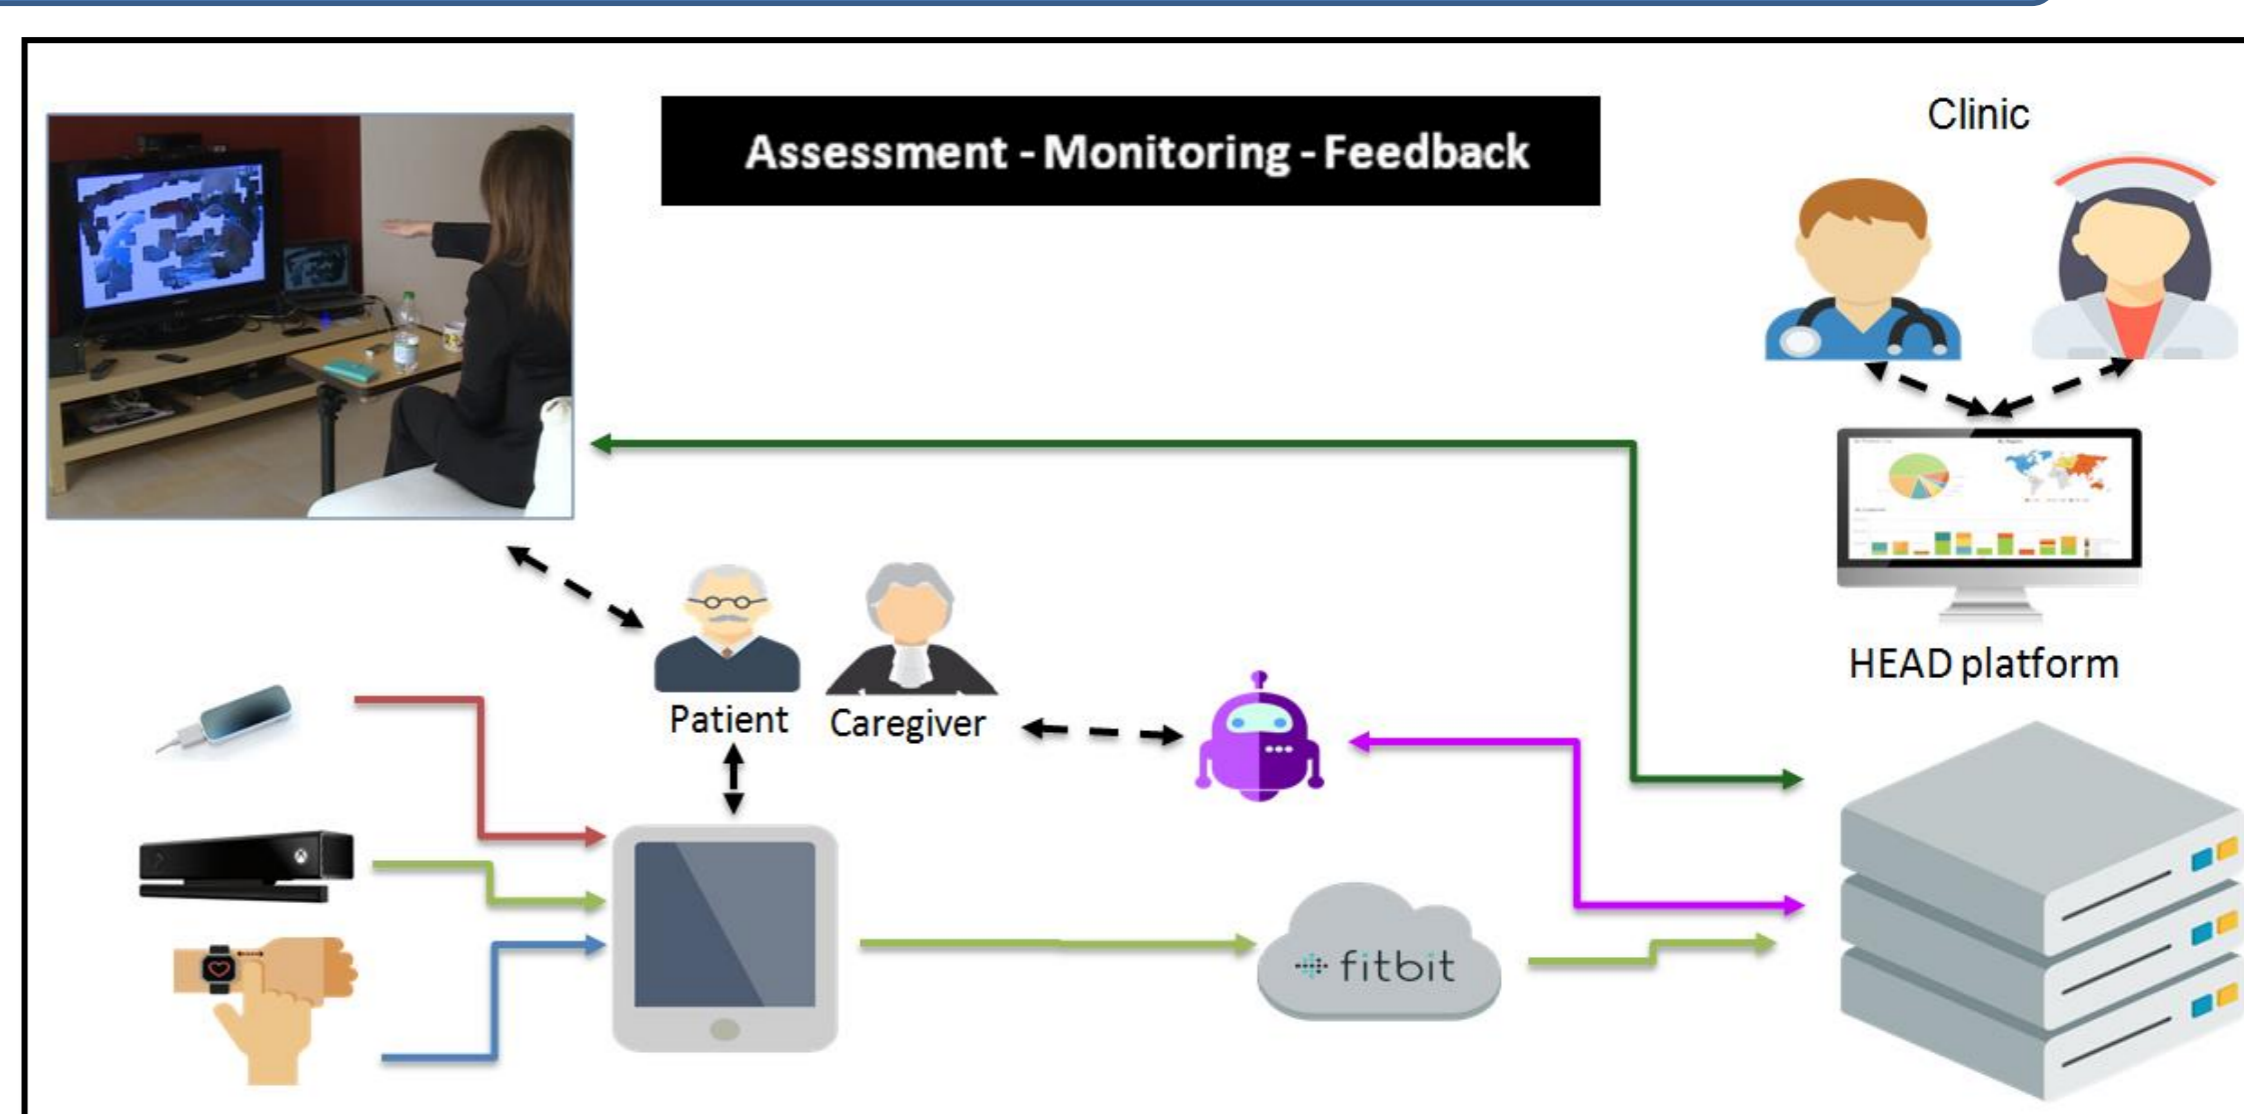 Assessment - Monitoring - Feedback
Clinic
HEAD platform
Patient
Caregiver
fitbit